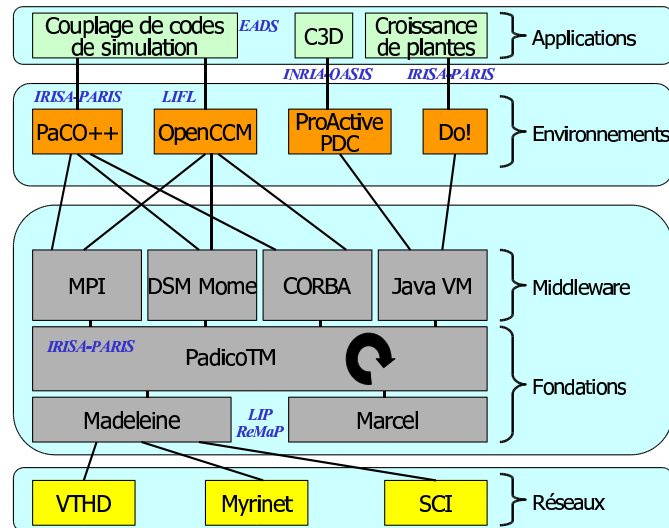 Couplage de codes
de simulation
EADS
C3D
Croissance
de plantes
Applications
INRIA-OASIS
IRISA-PARIS
IRISA-PARIS
LIFL
PaCO++
OpenCCM
ProActive
PDC
Do!
Environnements
MPI
DSM Mome
CORBA
Java VM
Middleware
IRISA-PARIS
PadicoTM
Fondations
Madeleine
LIP
ReMaP
Marcel
VTHD
Myrinet
SCI
Réseaux